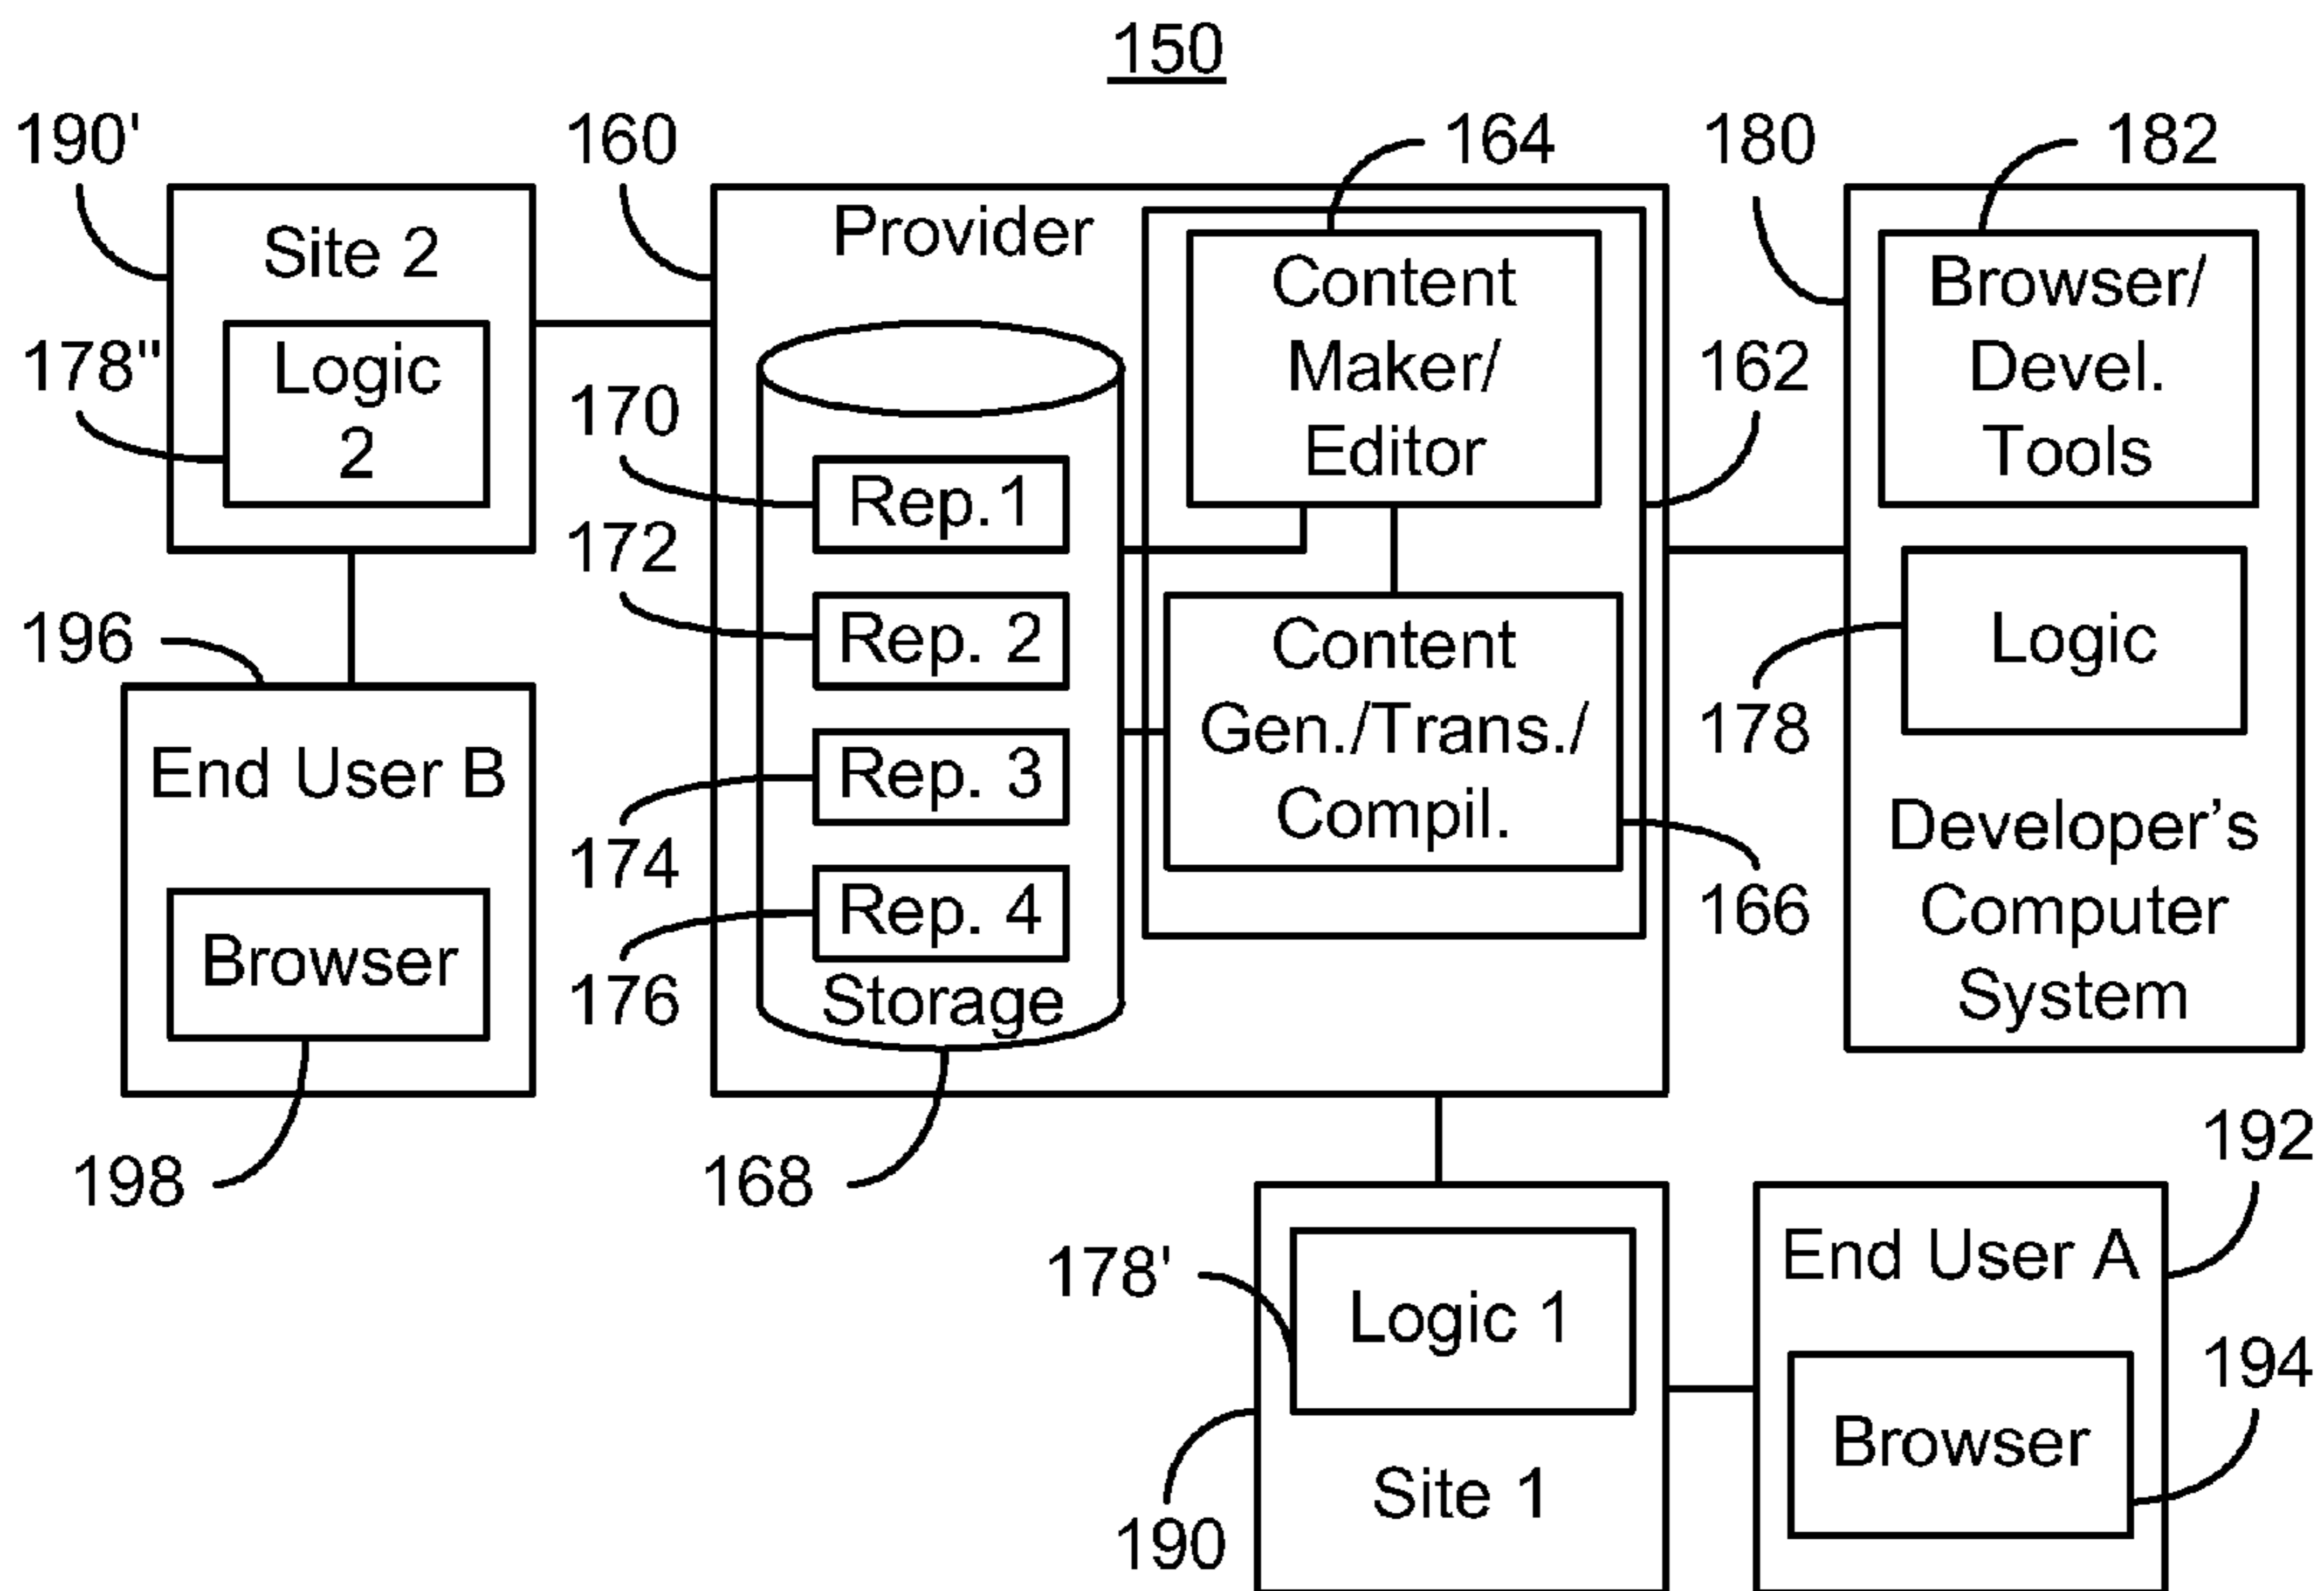 150
190'
160
164
180
182
Site 2
Logic
2
178"
Provider
Content
Maker/
Editor
162
Browser/
Devel.
Tools
170
Rep.1
172
Rep. 2
174
Rep. 3
176
Rep. 4
Storage
168
Content
Gen./Trans./
Compil.
166
Logic
178
Developer’s
Computer
System
196
End User B
Browser
198
178'
Logic 1
Site 1
190
192
End User A
194
Browser